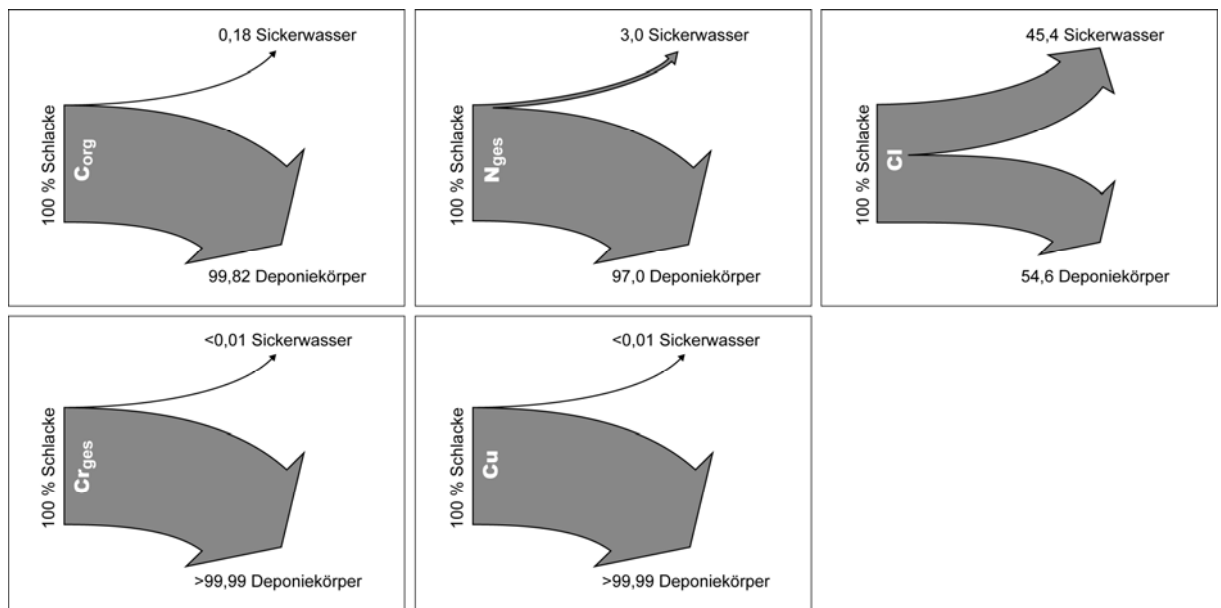 0,18 Sickerwasser
100 % Schlacke
Corg
99,82 Deponiekörper
3,0 Sickerwasser
100 % Schlacke
Nges
97,0 Deponiekörper
45,4 Sickerwasser
100 % Schlacke
Cl
54,6 Deponiekörper
<0,01 Sickerwasser
100 % Schlacke
Crges
>99,99 Deponiekörper
<0,01 Sickerwasser
100 % Schlacke
Cu
>99,99 Deponiekörper